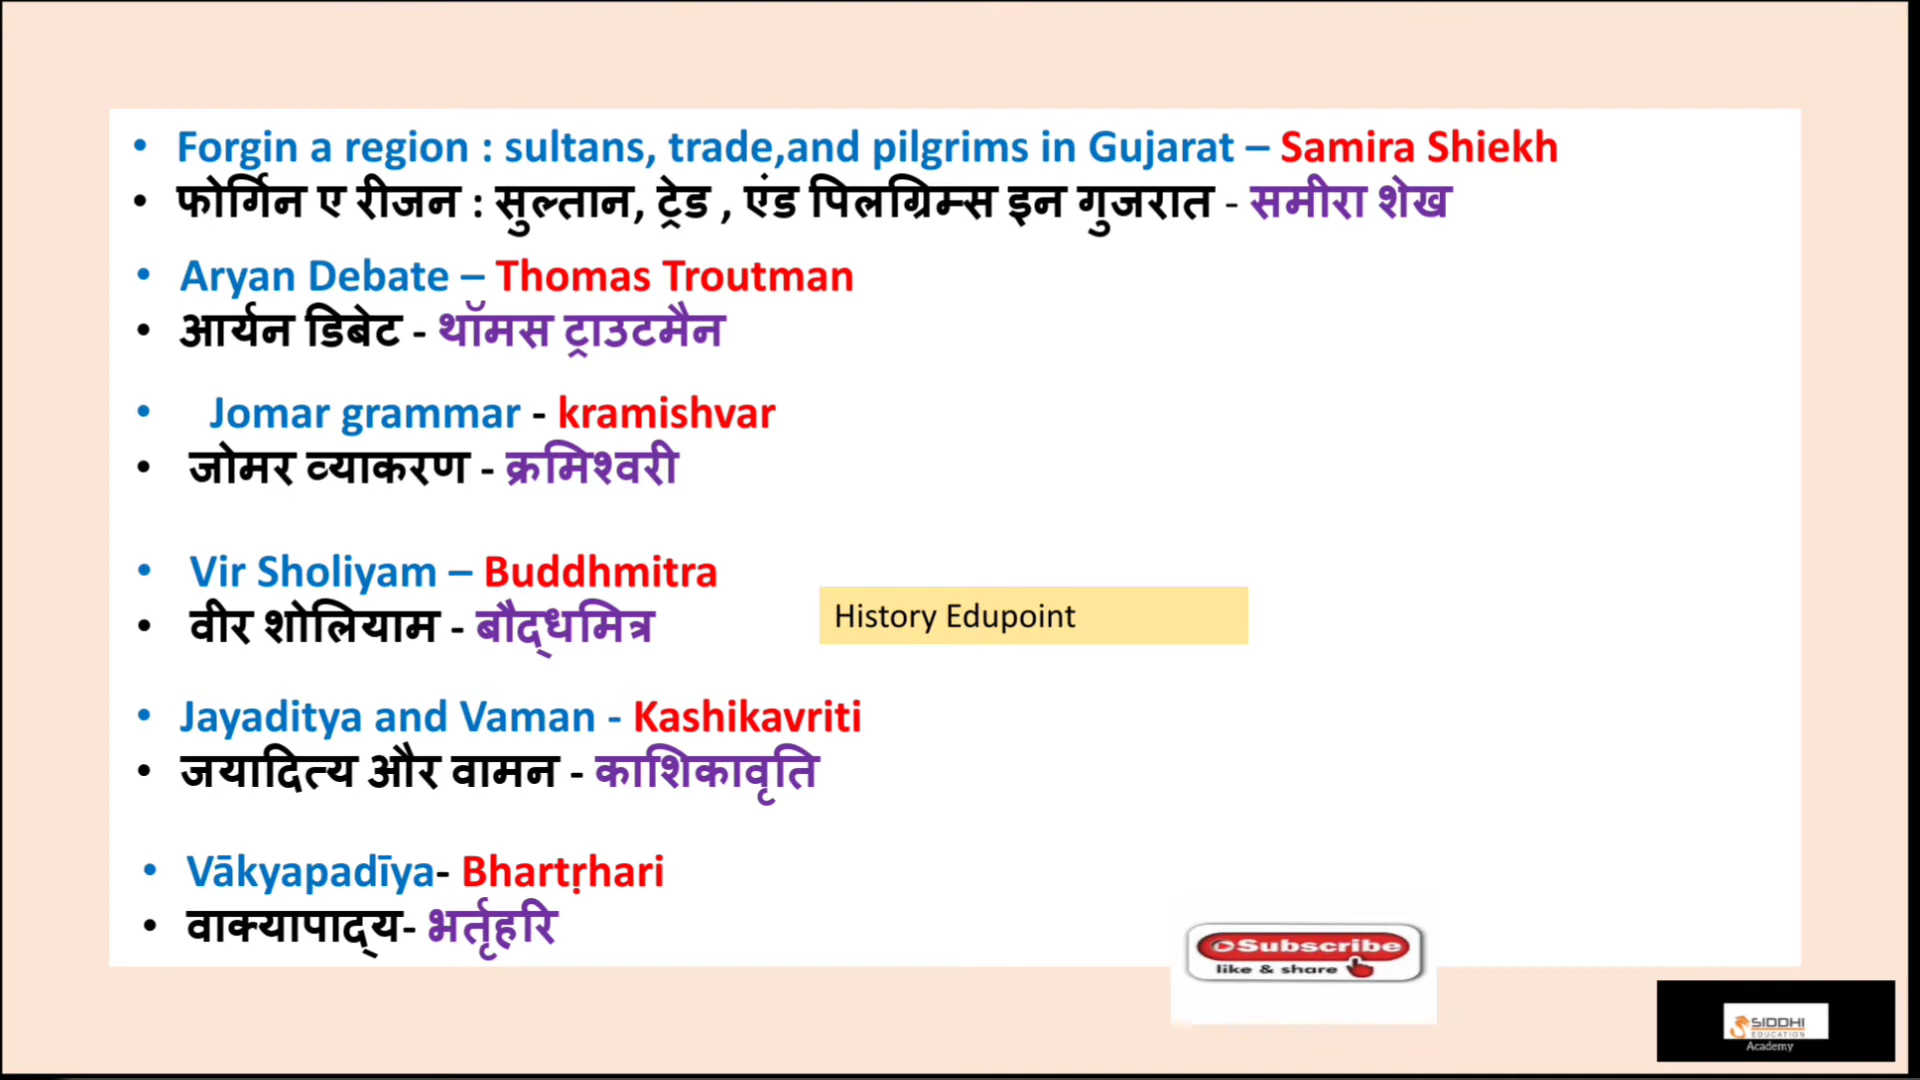 • Forgin a region : sultans, trade,and pilgrims in Gujarat – Samira Shiekh
• फोर्गिन ए रीजन : सुल्तान, ट्रेड , एंड पिलग्रिम्स इन गुजरात - समीरा शेख
• Aryan Debate – Thomas Troutman
• आर्यन डिबेट - थॉमस ट्राउटमैन
• Jomar grammar - kramishvar
• जोमर व्याकरण - क्रमिश्वरी
• Vir Sholiyam – Buddhmitra
• वीर शोलियाम - बौद्धमित्र
History Edupoint
• Jayaditya and Vaman - Kashikavriti
• जयादित्य और वामन - काशिकावृति
• Vākyapadīya- Bhartṛhari
• वाक्यापाद्य- भर्तृहरि
Subscribe
like & share
SIDDHI
EDUCATION
Academy